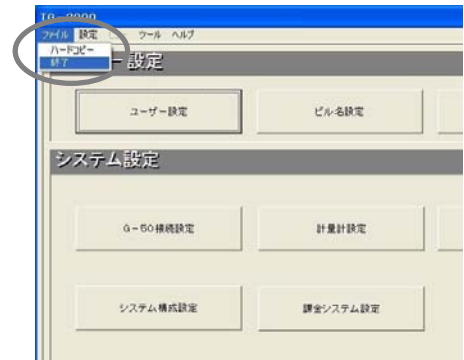 TG-2000
ファイル 設定 ツール ヘルプ
ハードコピー
終了
ー 設定
ユーザー設定
ビル名設定
システム設定
G-50接続設定
計量計設定
システム構成設定
課金システム設定